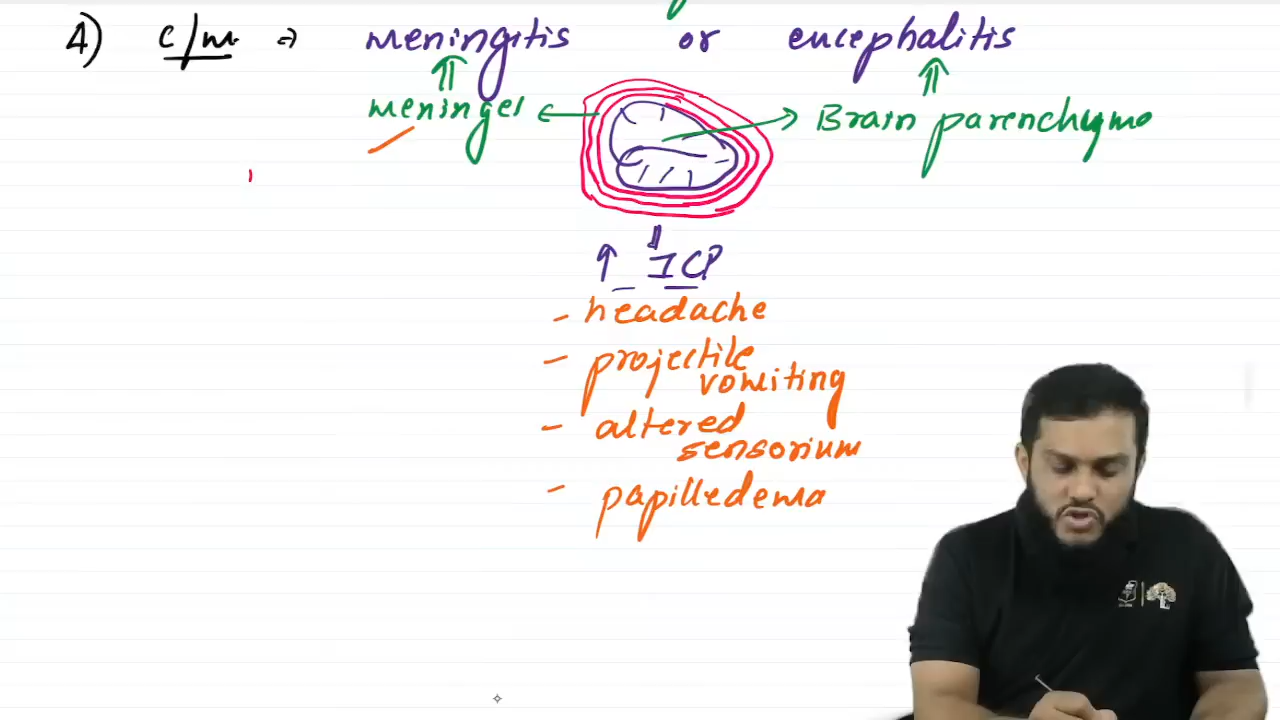 4) c/m. ⇒ meningitis or encephalitis
meninges ← → Brain parenchyma
↑ ICP
- headache
- projectile
vomiting
- altered
sensorium
- papilledema